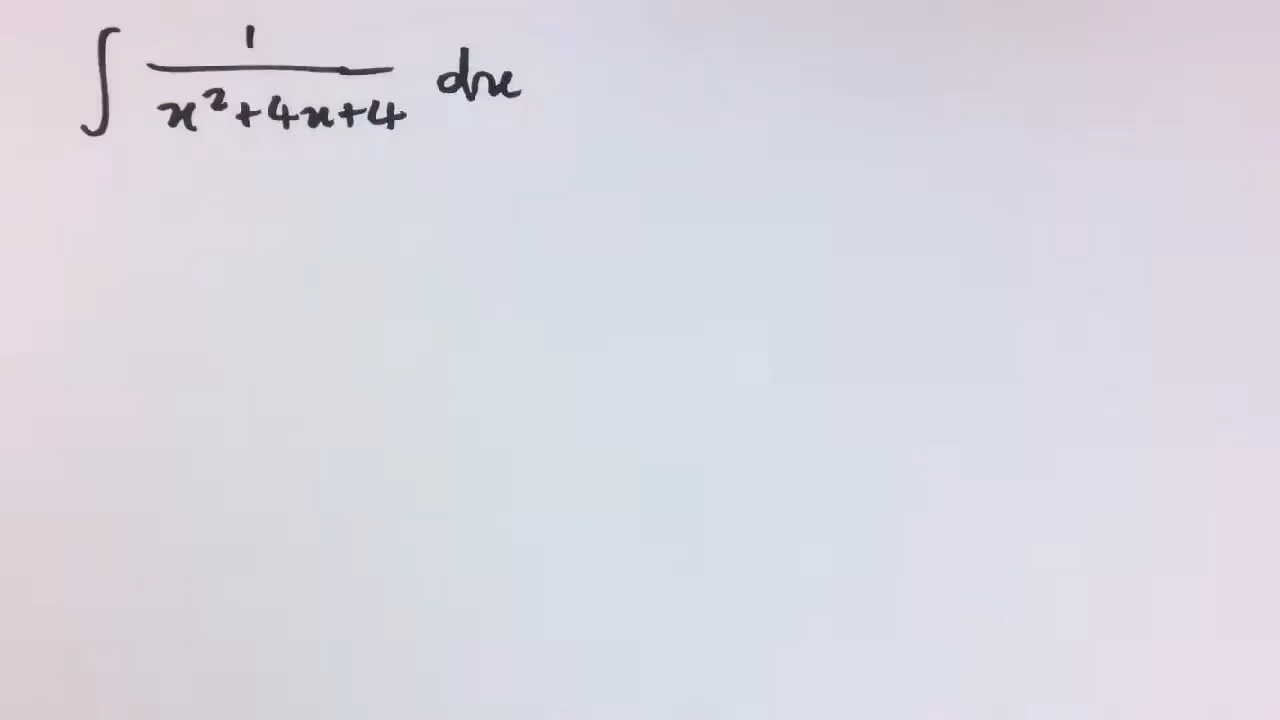 ∫ 1/(x²+4x+4) dx